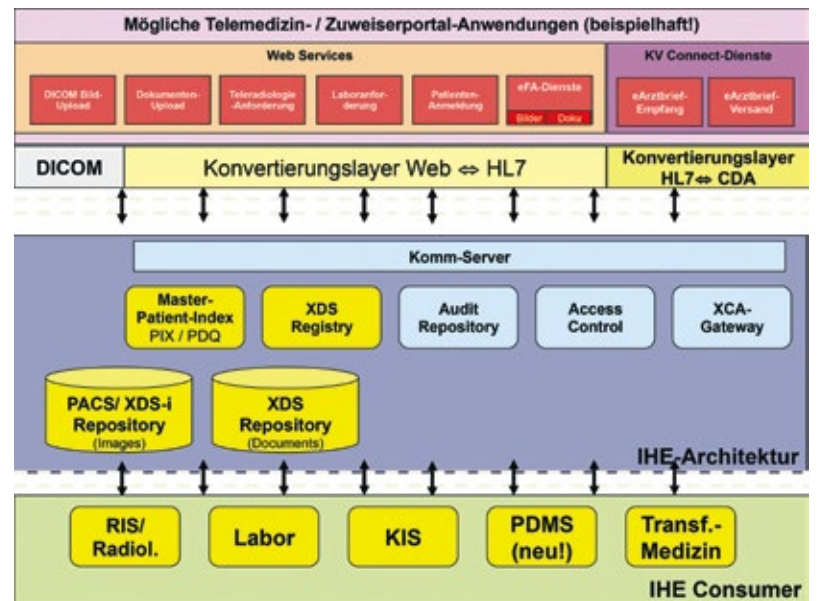 Mögliche Telemedizin- / Zuweiserportal-Anwendungen (beispielhaft!)
Web Services
KV Connect-Dienste
DICOM Bild-
Upload
Dokumenten-
Upload
Teleradiologie
-Anforderung
Laboranfor-
derung
Patienten-
Anmeldung
eFA-Dienste
Bilder
Doku
eArztbrief-
Empfang
eArztbrief-
Versand
DICOM
Konvertierungslayer Web ⇔ HL7
Konvertierungslayer
HL7⇔ CDA
Komm-Server
Master-
Patient-Index
PIX / PDQ
XDS
Registry
Audit
Repository
Access
Control
XCA-
Gateway
PACS/ XDS-i
Repository
(Images)
XDS
Repository
(Documents)
IHE-Architektur
RIS/
Radiol.
Labor
KIS
PDMS
(neu!)
Transf.-
Medizin
IHE Consumer